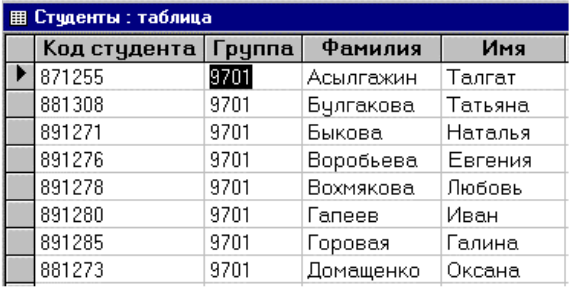 Студенты : таблица
Код студента Группа Фамилия Имя
871255 9701 Асылгажин Талгат
881308 9701 Булгакова Татьяна
891271 9701 Быкова Наталья
891276 9701 Воробьева Евгения
891278 9701 Вохмякова Любовь
891280 9701 Гапеев Иван
891285 9701 Горовая Галина
881273 9701 Домащенко Оксана